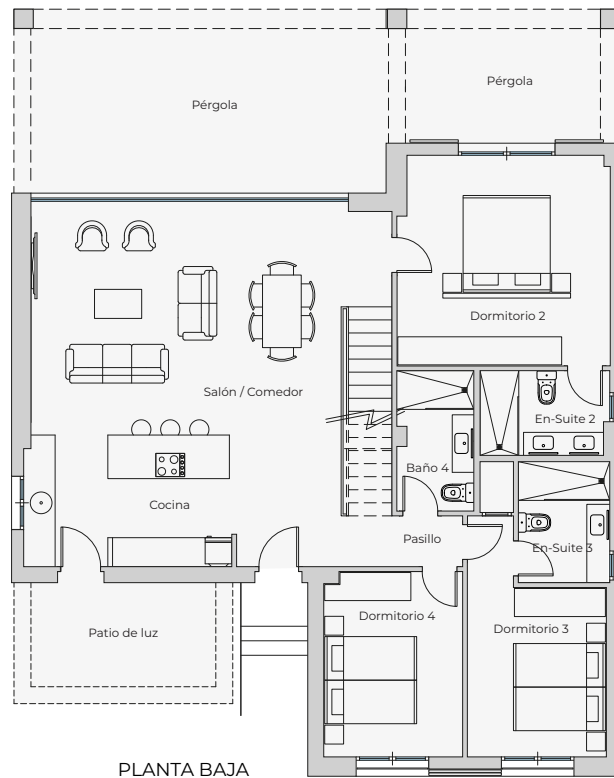 Pérgola
Pérgola
Dormitorio 2
Salón / Comedor
En-Suite 2
Baño 4
Cocina
Pasillo
En-Suite 3
Dormitorio 4
Dormitorio 3
Patio de luz
PLANTA BAJA